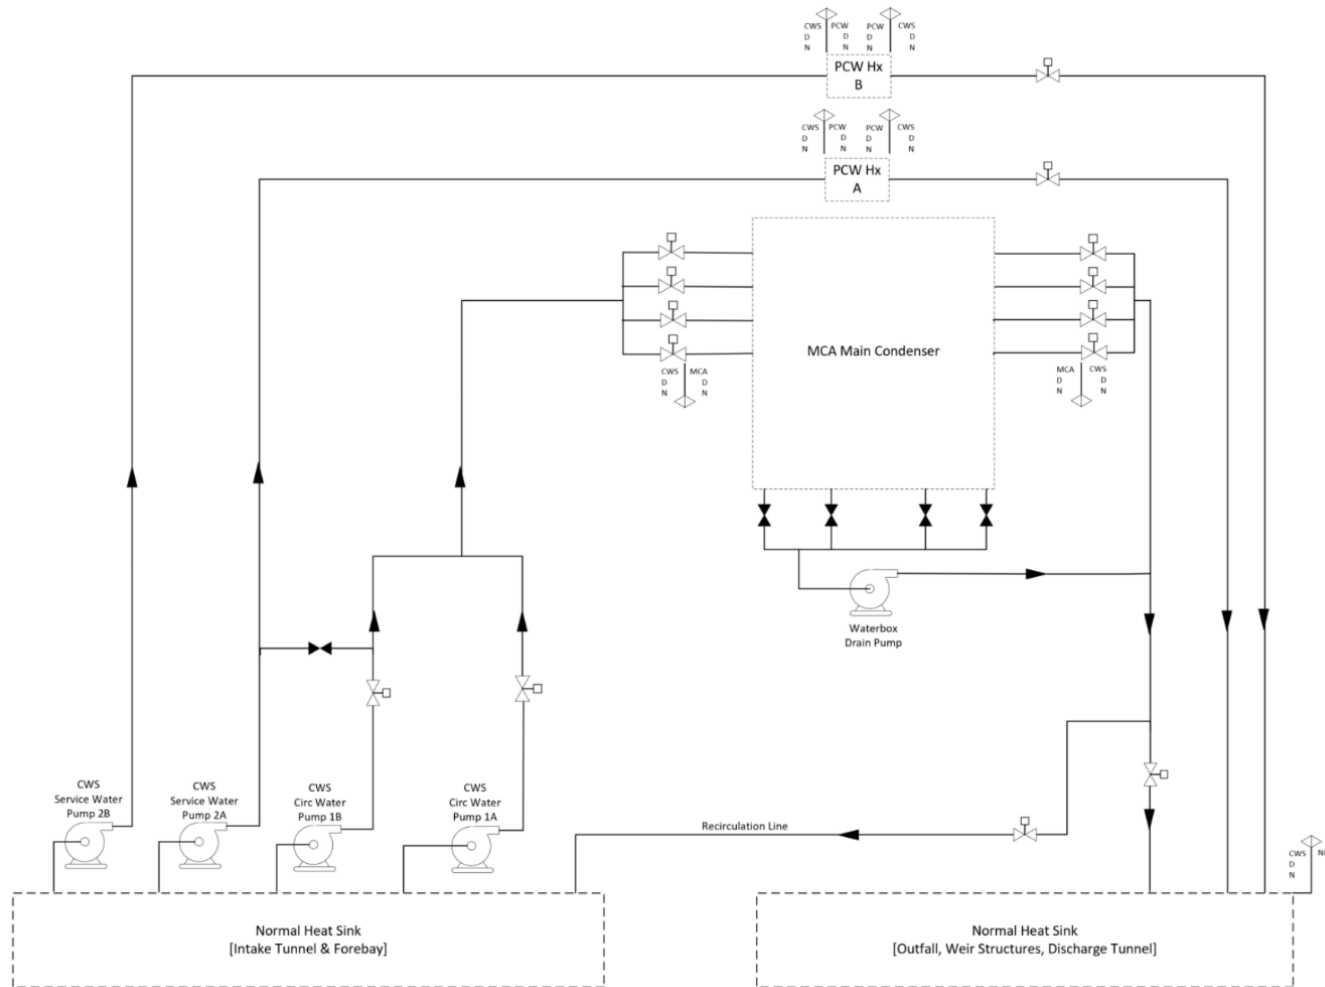 CWS PCW
D D
N N
PCW CWS
D D
N N
PCW Hx
B
CWS PCW
D D
N N
PCW CWS
D D
N N
PCW Hx
A
MCA Main Condenser
CWS MCA
D D
N N
MCA CWS
D D
N N
Waterbox
Drain Pump
CWS
Service Water
Pump 2B
CWS
Service Water
Pump 2A
CWS
Circ Water
Pump 1B
CWS
Circ Water
Pump 1A
Recirculation Line
CWS
D
N
Normal Heat Sink
[Intake Tunnel & Forebay]
Normal Heat Sink
[Outfall, Weir Structures, Discharge Tunnel]